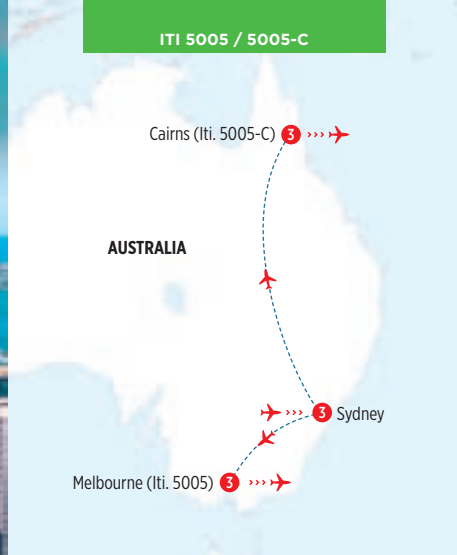 ITI 5005 / 5005-C
Cairns (Iti. 5005-C) 3
AUSTRALIA
3 Sydney
Melbourne (Iti. 5005) 3